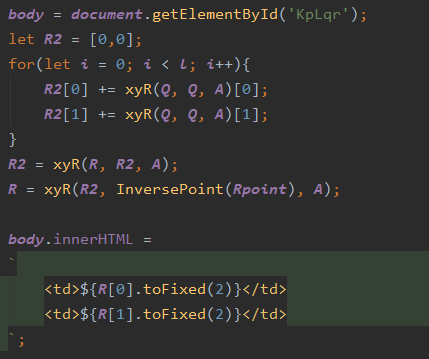 body = document.getElementById('KpLqr');
let R2 = [0,0];
for(let i = 0; i < l; i++){
    R2[0] += xyR(Q, Q, A)[0];
    R2[1] += xyR(Q, Q, A)[1];
}
R2 = xyR(R, R2, A);
R = xyR(R2, InversePoint(Rpoint), A);

body.innerHTML =
`
    <td>${R[0].toFixed(2)}</td>
    <td>${R[1].toFixed(2)}</td>
`;